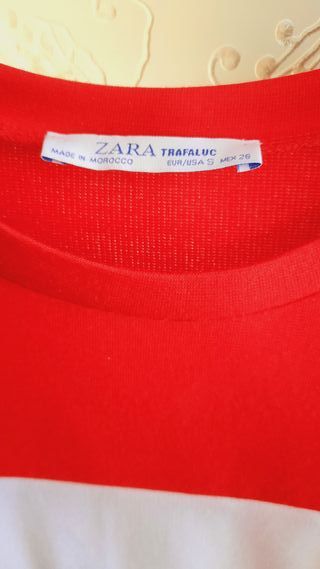 ZARA TRAFALUC
MADE IN MOROCCO EUR/USA S MEX 26